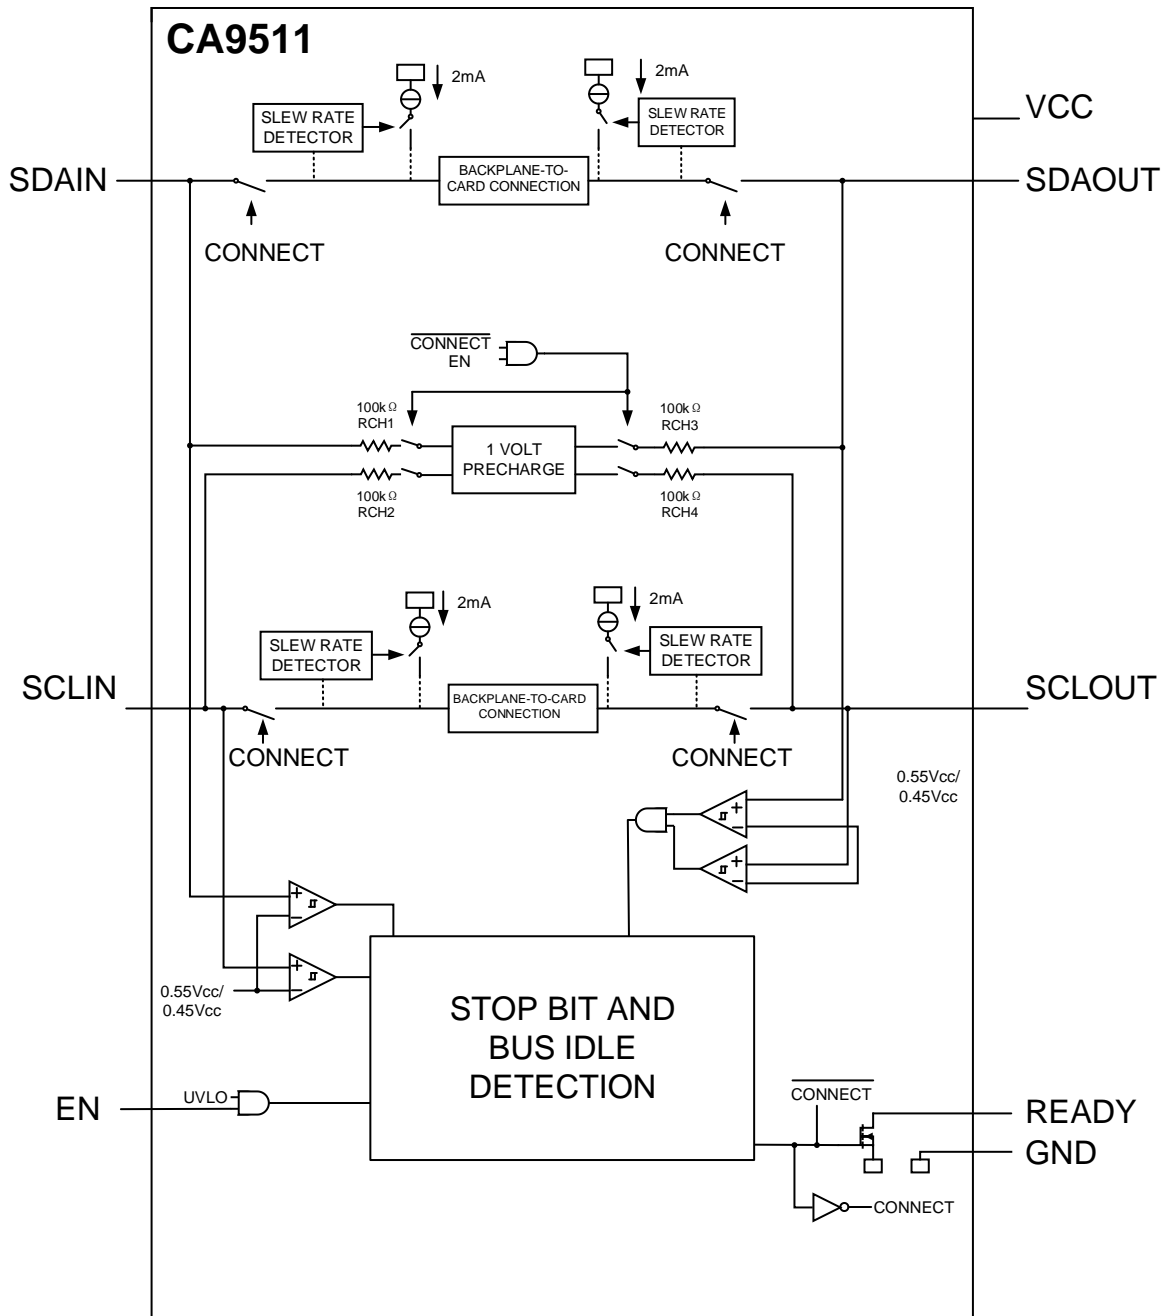 CA9511
2mA
2mA
SLEW RATE
DETECTOR
SLEW RATE
DETECTOR
VCC
SDAIN
BACKPLANE-TO-
CARD CONNECTION
SDAOUT
CONNECT
CONNECT
CONNECT
EN
100kΩ
RCH1
100kΩ
RCH3
1 VOLT
PRECHARGE
100kΩ
RCH2
100kΩ
RCH4
2mA
2mA
SLEW RATE
DETECTOR
SLEW RATE
DETECTOR
SCLIN
BACKPLANE-TO-CARD
CONNECTION
SCLOUT
CONNECT
CONNECT
0.55Vcc/
0.45Vcc
+
−
+
−
+
−
+
−
0.55Vcc/
0.45Vcc
STOP BIT AND
BUS IDLE
DETECTION
UVLO
EN
CONNECT
READY
GND
CONNECT